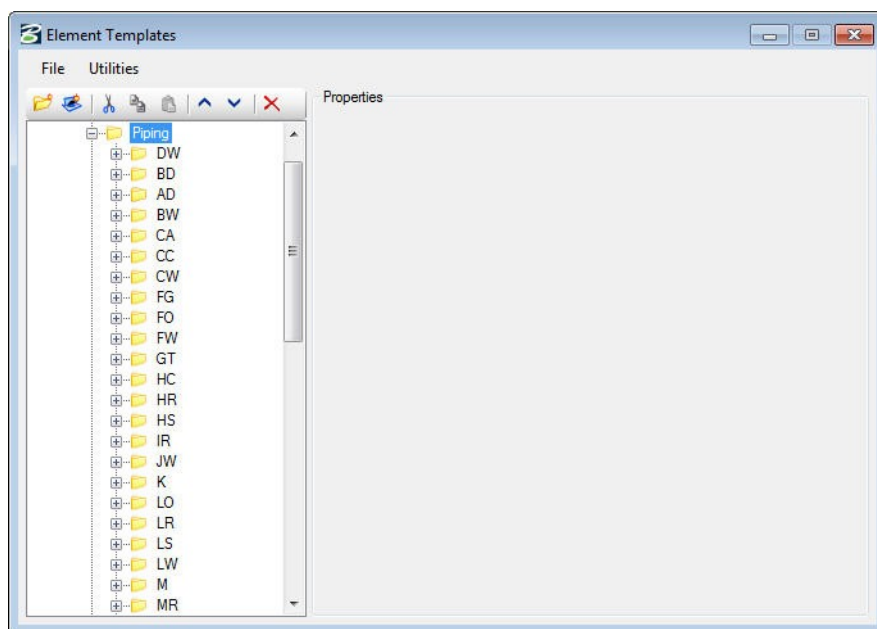 Element Templates
File Utilities
Properties
Piping
DW
BD
AD
BW
CA
CC
CW
FG
FO
FW
GT
HC
HR
HS
IR
JW
K
LO
LR
LS
LW
M
MR